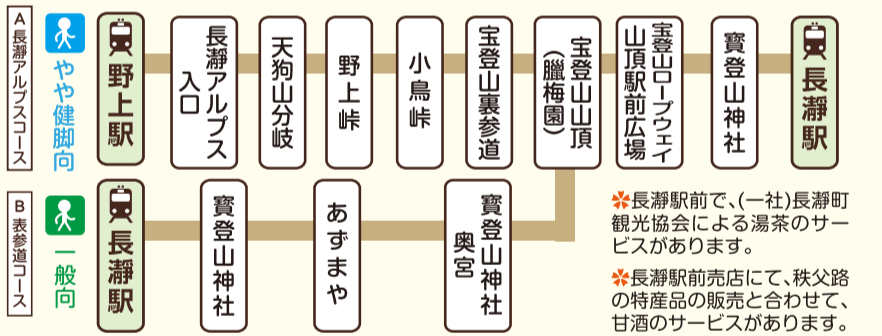 A 長瀞アルプスコース
やや健脚向
野上駅
長瀞アルプス
入口
天狗山分岐
野上峠
小鳥峠
宝登山裏参道
宝登山山頂
(臘梅園)
宝登山ロープウェイ
山頂駅前広場
寶登山神社
長瀞駅
B 表参道コース
一般向
長瀞駅
寶登山神社
あずまや
寶登山神社
奥宮
長瀞駅前で、(一社)長瀞町
観光協会による湯茶のサー
ビスがあります。
長瀞駅前売店にて、秩父路
の特産品の販売と合わせて、
甘酒のサービスがあります。